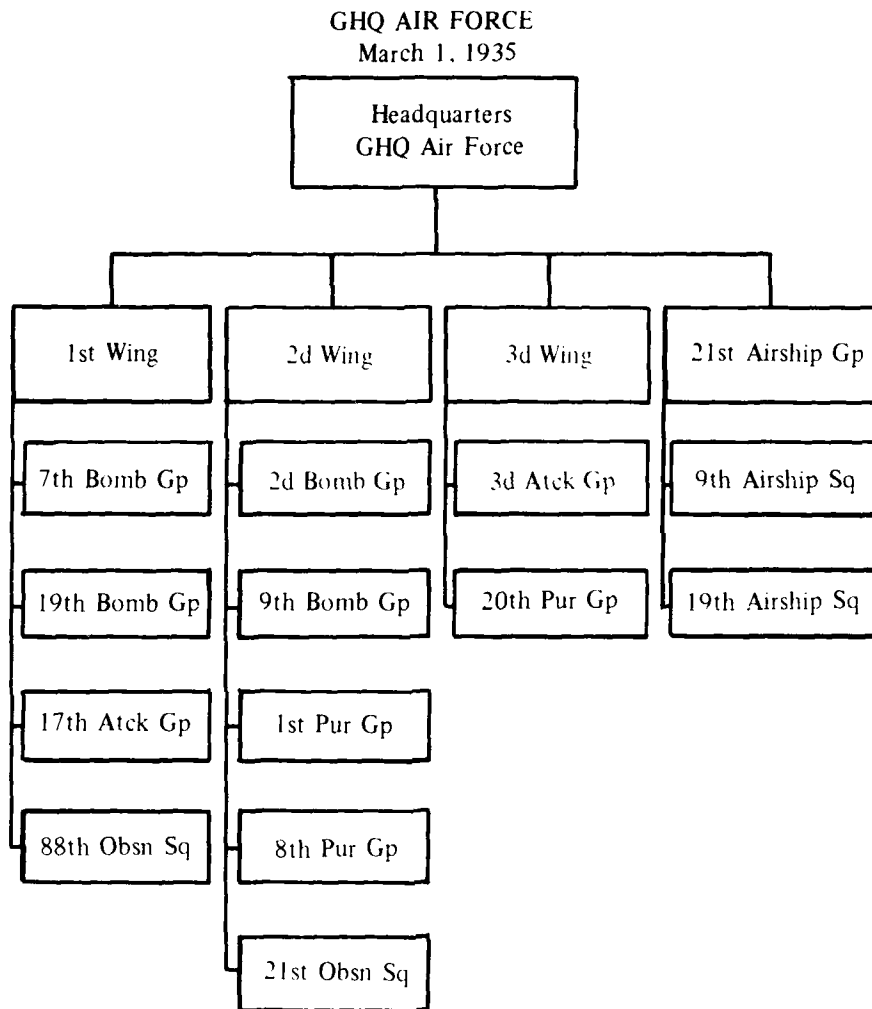 GHQ AIR FORCE
March 1, 1935
Headquarters
GHQ Air Force
1st Wing
2d Wing
3d Wing
21st Airship Gp
7th Bomb Gp
2d Bomb Gp
3d Atck Gp
9th Airship Sq
19th Bomb Gp
9th Bomb Gp
20th Pur Gp
19th Airship Sq
17th Atck Gp
1st Pur Gp
88th Obsn Sq
8th Pur Gp
21st Obsn Sq